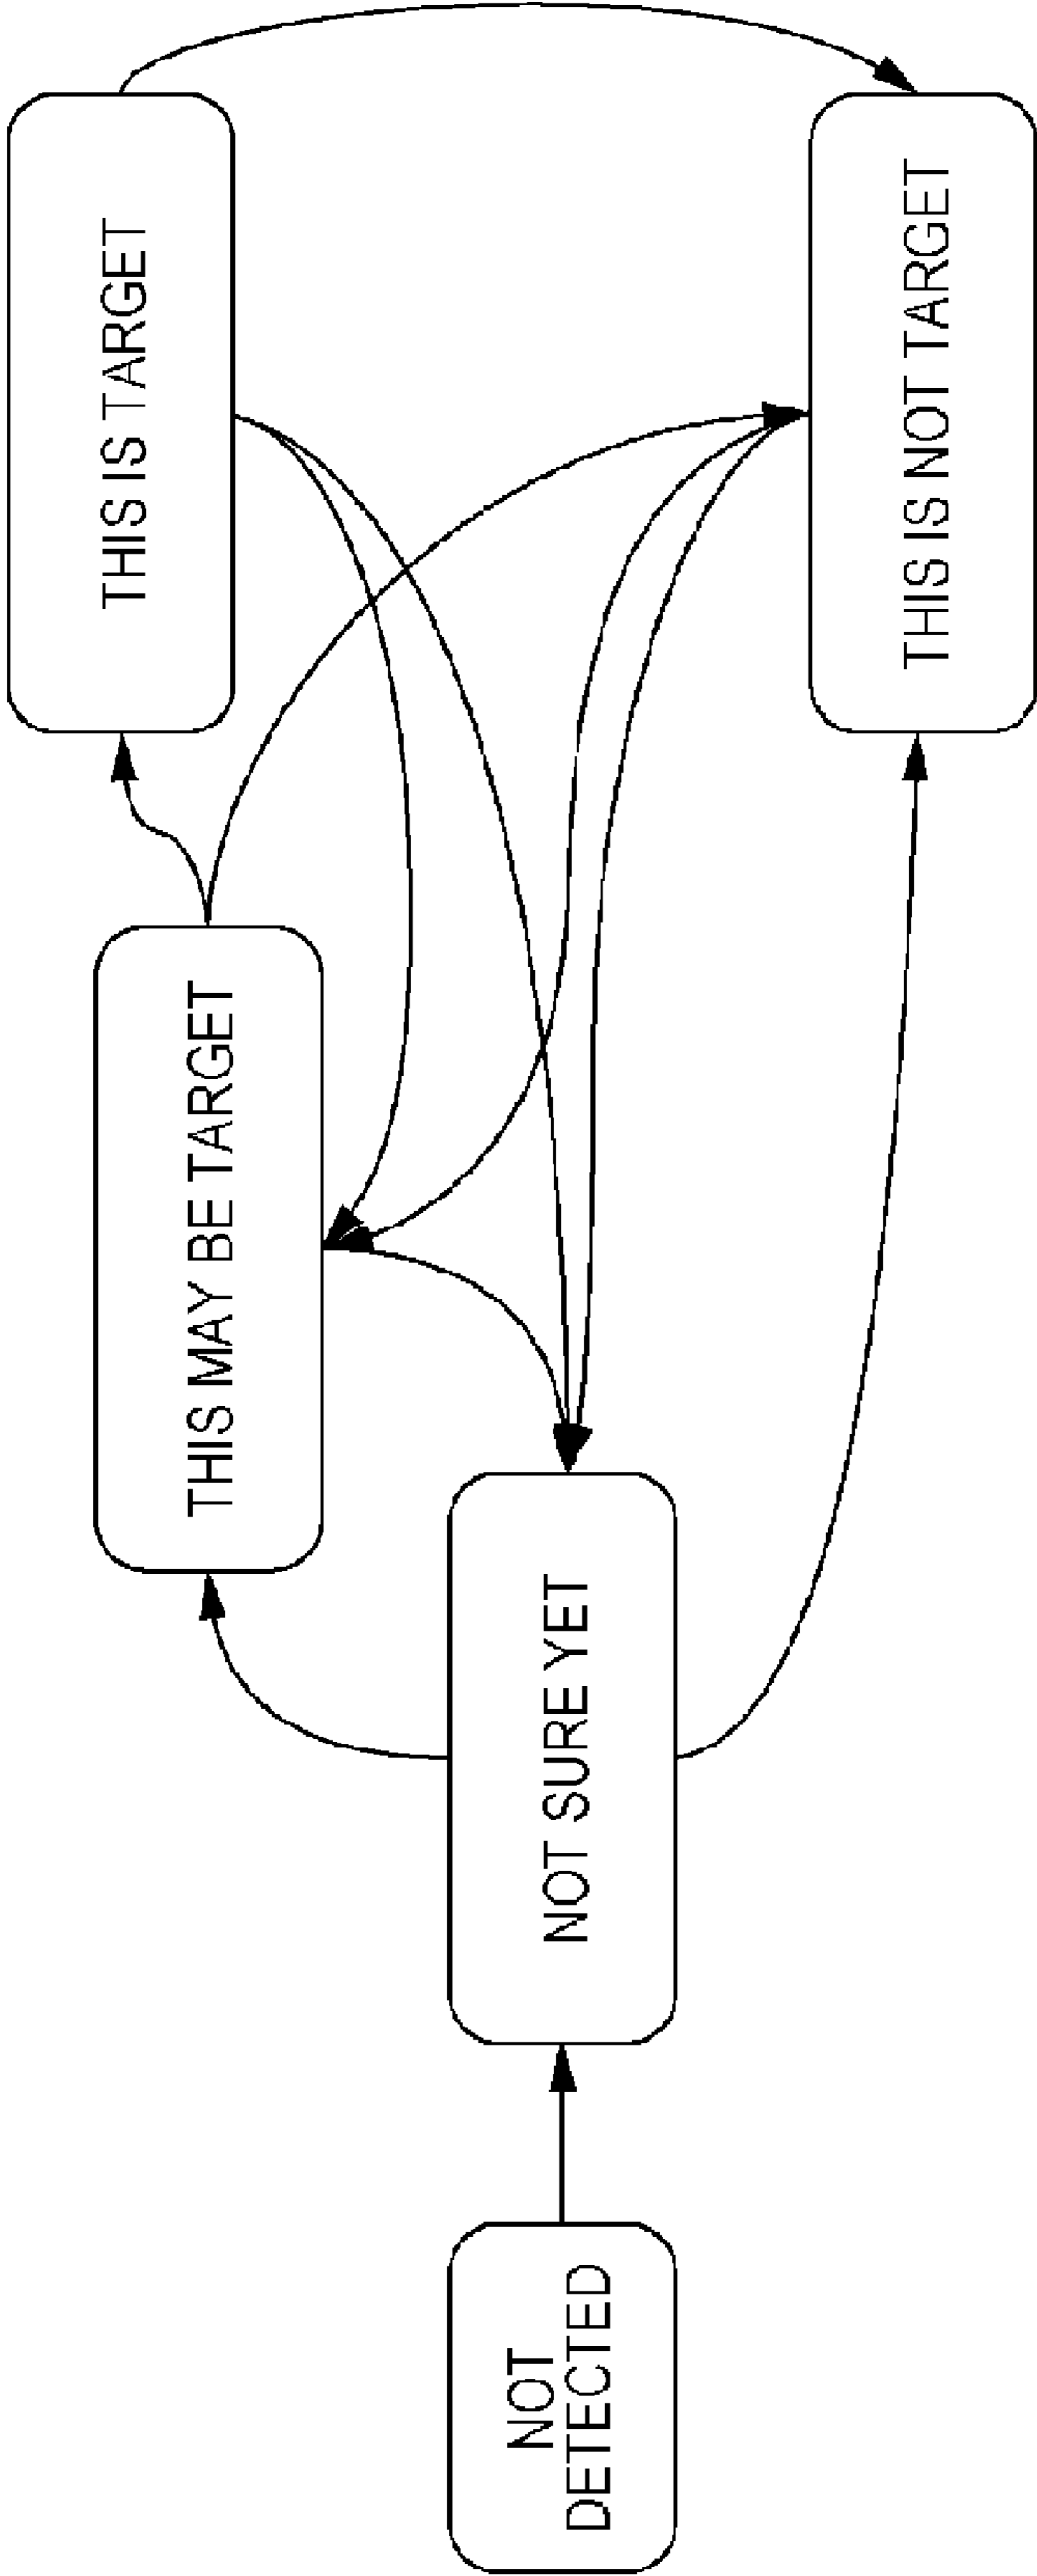 NOT
DETECTED
NOT SURE YET
THIS MAY BE TARGET
THIS IS TARGET
THIS IS NOT TARGET